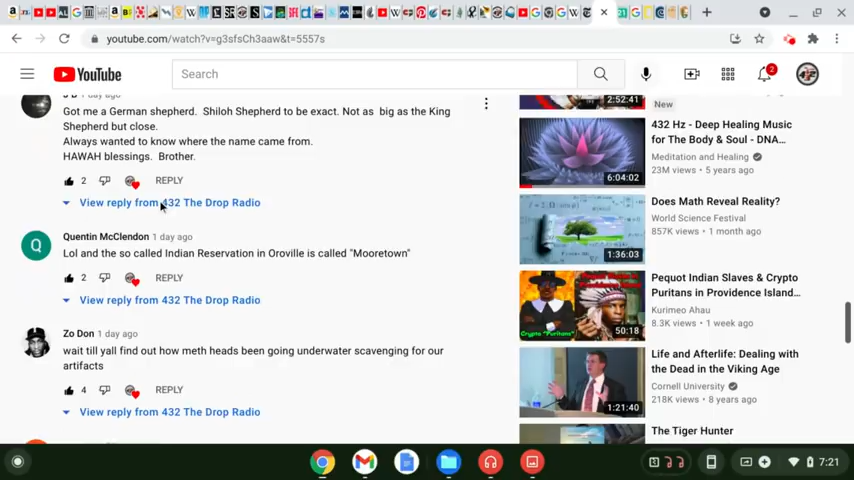 youtube.com/watch?v=g3sfsCh3aaw&t=5557s
YouTube
Search
2
1 day ago
Got me a German shepherd. Shiloh Shepherd to be exact. Not as big as the King
Shepherd but close.
Always wanted to know where the name came from.
HAWAH blessings. Brother.
2
REPLY
View reply from 432 The Drop Radio
Q
Quentin McClendon 1 day ago
Lol and the so called Indian Reservation in Oroville is called "Mooretown"
2
REPLY
View reply from 432 The Drop Radio
Zo Don 1 day ago
wait till yall find out how meth heads been going underwater scavenging for our
artifacts
4
REPLY
View reply from 432 The Drop Radio
2:52:41
New
6:04:02
432 Hz - Deep Healing Music
for The Body & Soul - DNA...
Meditation and Healing
23M views • 5 years ago
1:36:03
Does Math Reveal Reality?
World Science Festival
857K views • 1 month ago
Crypto "Puritans"
50:18
Pequot Indian Slaves & Crypto
Puritans in Providence Island...
Kurimeo Ahau
8.3K views • 1 week ago
1:21:40
Life and Afterlife: Dealing with
the Dead in the Viking Age
Cornell University
218K views • 8 years ago
The Tiger Hunter
7:21